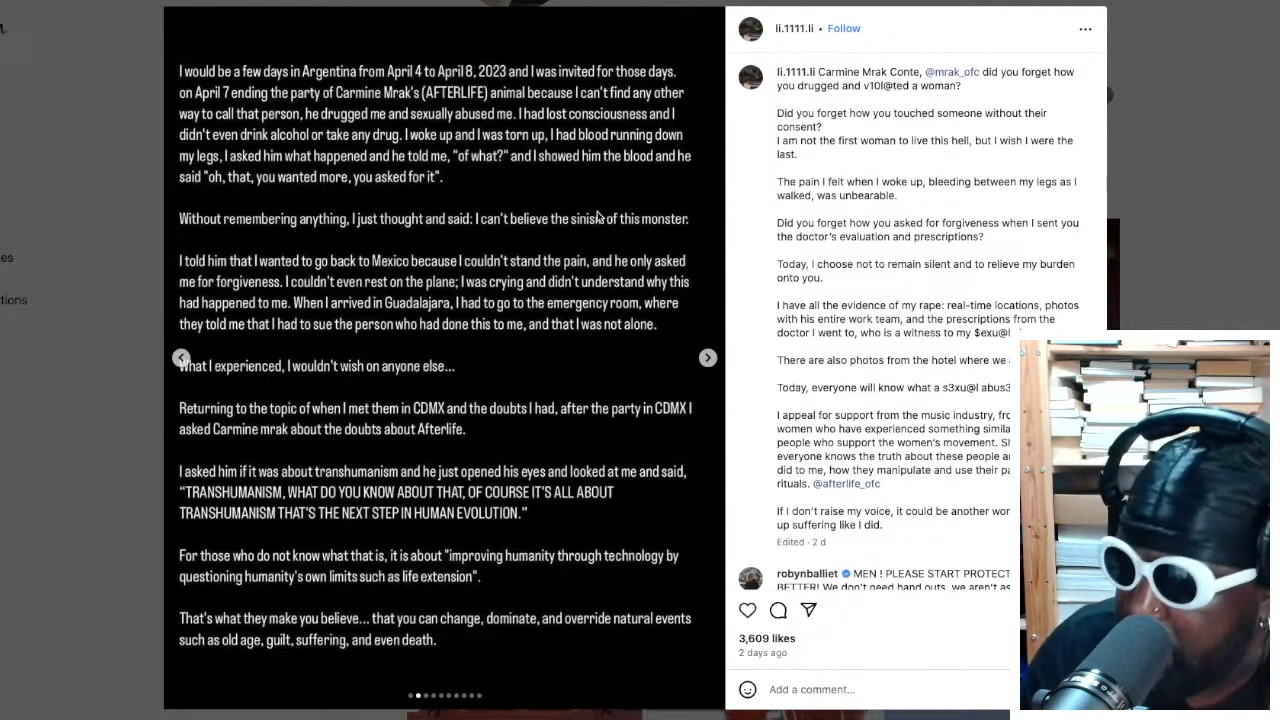 I would be a few days in Argentina from April 4 to April 8, 2023 and I was invited for those days.
on April 7 ending the party of Carmine Mrak's (AFTERLIFE) animal because I can't find any other
way to call that person, he drugged me and sexually abused me. I had lost consciousness and I
didn't even drink alcohol or take any drug. I woke up and I was torn up, I had blood running down
my legs, I asked him what happened and he told me, "of what?" and I showed him the blood and he
said "oh, that, you wanted more, you asked for it".
Without remembering anything, I just thought and said: I can't believe the sinish of this monster.
I told him that I wanted to go back to Mexico because I couldn't stand the pain, and he only asked
me for forgiveness. I couldn't even rest on the plane; I was crying and didn't understand why this
had happened to me. When I arrived in Guadalajara, I had to go to the emergency room, where
they told me that I had to sue the person who had done this to me, and that I was not alone.
What I experienced, I wouldn't wish on anyone else...
Returning to the topic of when I met them in CDMX and the doubts I had, after the party in CDMX I
asked Carmine mrak about the doubts about Afterlife.
I asked him if it was about transhumanism and he just opened his eyes and looked at me and said,
“TRANSHUMANISM, WHAT DO YOU KNOW ABOUT THAT, OF COURSE IT'S ALL ABOUT
TRANSHUMANISM THAT'S THE NEXT STEP IN HUMAN EVOLUTION.”
For those who do not know what that is, it is about "improving humanity through technology by
questioning humanity's own limits such as life extension".
That's what they make you believe... that you can change, dominate, and override natural events
such as old age, guilt, suffering, and even death.
li.1111.li • Follow
li.1111.li Carmine Mrak Conte, @mrak_ofc did you forget how
you drugged and v10l@ted a woman?
Did you forget how you touched someone without their
consent?
I am not the first woman to live this hell, but I wish I were the
last.
The pain I felt when I woke up, bleeding between my legs as I
walked, was unbearable.
Did you forget how you asked for forgiveness when I sent you
the doctor’s evaluation and prescriptions?
Today, I choose not to remain silent and to relieve my burden
onto you.
I have all the evidence of my rape: real-time locations, photos
with his entire work team, and the prescriptions from the
doctor I went to, who is a witness to my $exu@l
There are also photos from the hotel where we
Today, everyone will know what a s3xu@l abus3
I appeal for support from the music industry, fro
women who have experienced something simila
people who support the women's movement. Sh
everyone knows the truth about these people a
did to me, how they manipulate and use their pa
rituals. @afterlife_ofc
If I don't raise my voice, it could be another wor
up suffering like I did.
Edited · 2 d
robynballiet MEN ! PLEASE START PROTECT
BETTER! We don't need hand outs, we aren't as
3,609 likes
2 days ago
Add a comment...
es
tions